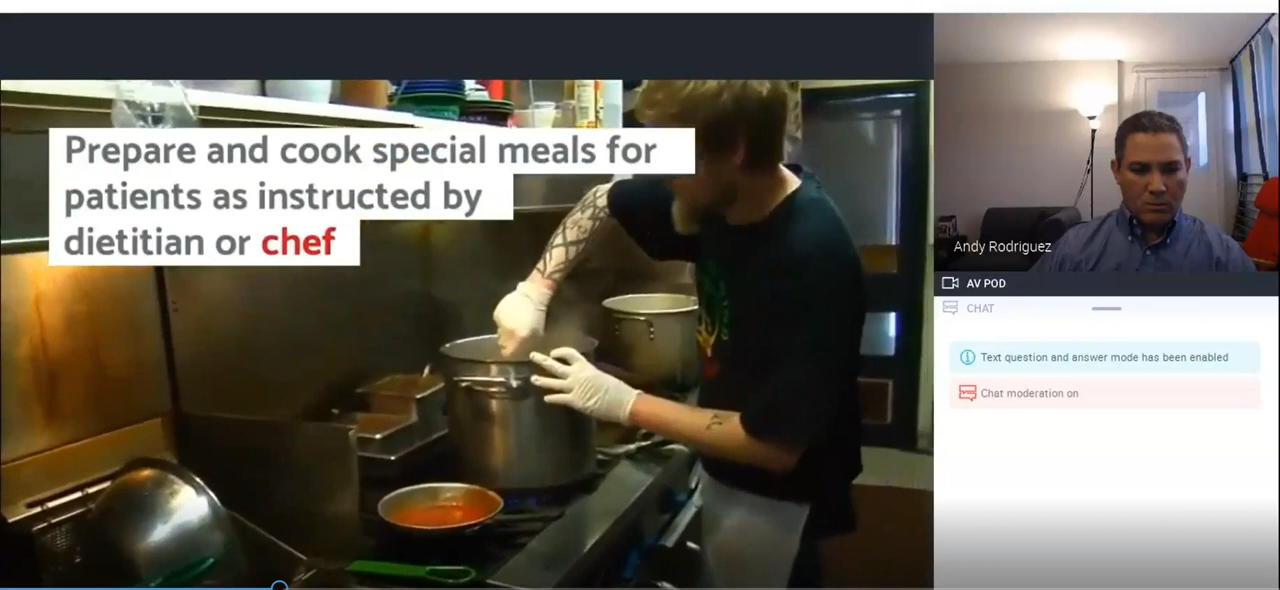 Prepare and cook special meals for
patients as instructed by
dietitian or chef
Andy Rodriguez
AV POD
CHAT
Text question and answer mode has been enabled
Chat moderation on